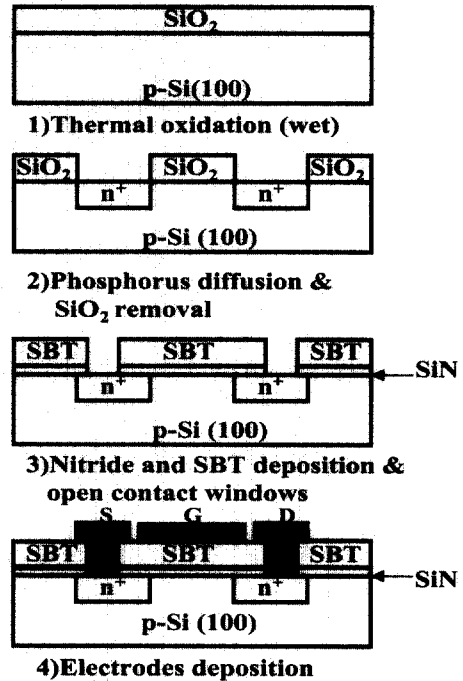 SiO₂
p-Si(100)
1)Thermal oxidation (wet)
SiO₂ SiO₂ SiO₂
n⁺ n⁺
p-Si (100)
2)Phosphorus diffusion &
SiO₂ removal
SBT SBT SBT
SiN
n⁺ n⁺
p-Si (100)
3)Nitride and SBT deposition &
open contact windows
S G D
SBT SBT SBT
SiN
n⁺ n⁺
p-Si (100)
4)Electrodes deposition